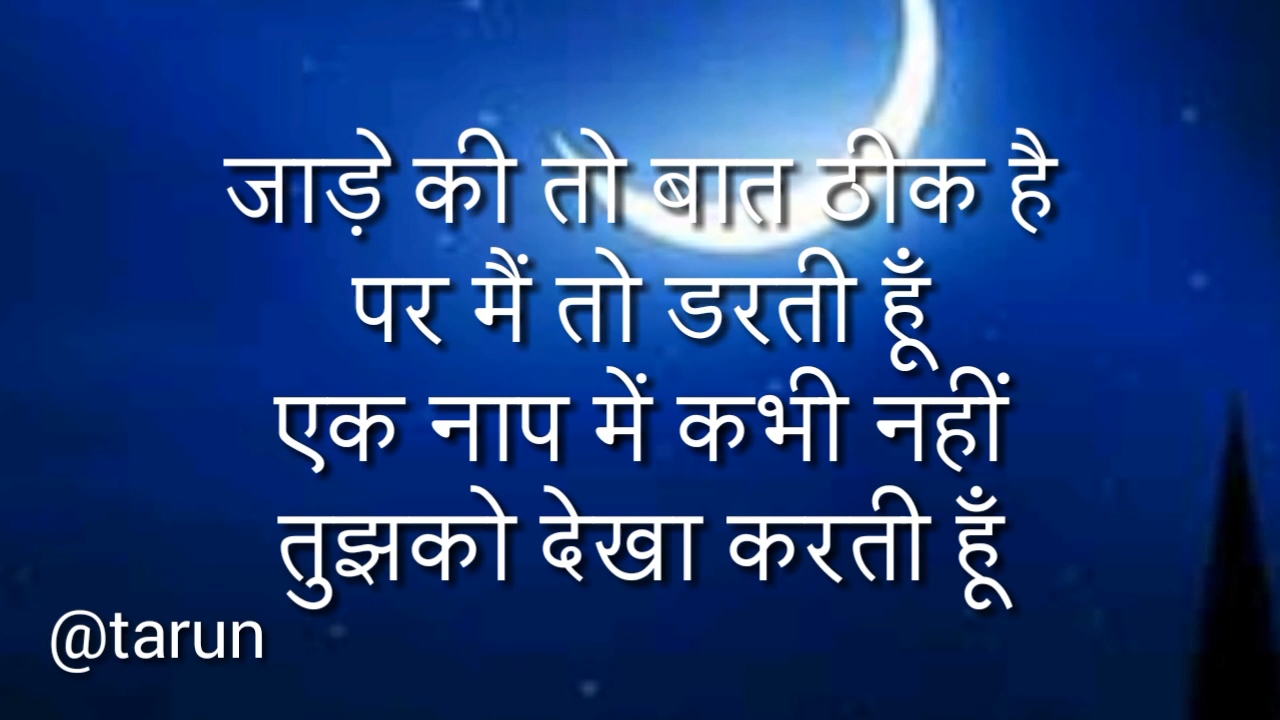 जाड़े की तो बात ठीक है
पर मैं तो डरती हूँ
एक नाप में कभी नहीं
तुझको देखा करती हूँ
@tarun